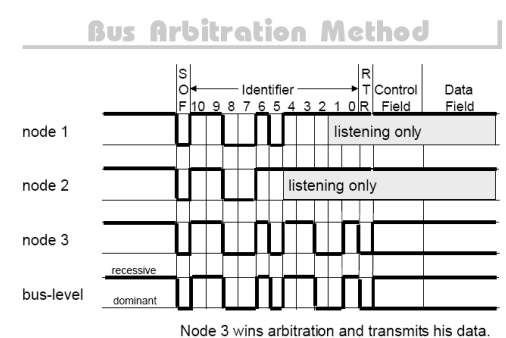 Bus Arbitration Method
S
O
F
Identifier
10 9 8 7 6 5 4 3 2 1 0
R
T
R
Control
Field
Data
Field
node 1
listening only
node 2
listening only
node 3
recessive
bus-level
dominant
Node 3 wins arbitration and transmits his data.